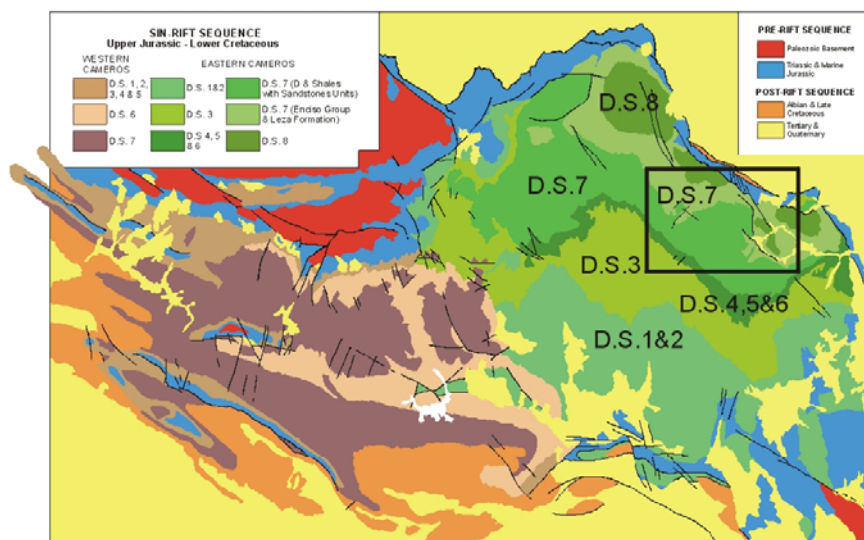 SIN-RIFT SEQUENCE
Upper Jurassic - Lower Cretaceous
WESTERN CAMEROS
EASTERN CAMEROS
D.S. 1, 2, 3, 4 & 5
D.S. 6
D.S. 7
D.S. 1&2
D.S. 3
D.S 4, 5 & 6
D.S. 7 (D & Shales with Sandstones Units)
D.S. 7 (Enciso Group & Leza Formation)
D.S. 8
PRE-RIFT SEQUENCE
Paleozoic Basement
Triassic & Marine Jurassic
POST-RIFT SEQUENCE
Albian & Late Cretaceous
Tertiary & Quaternary
D.S.8
D.S.7
D.S.7
D.S.3
D.S.4,5&6
D.S.1&2